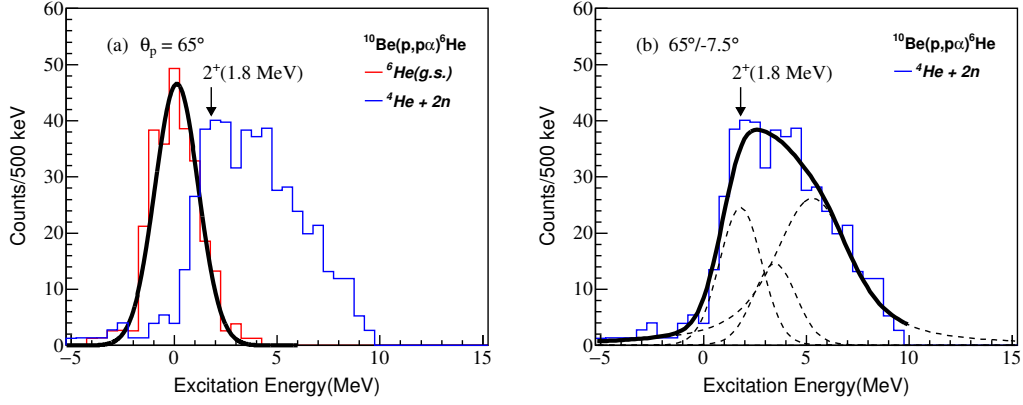 (a) θp = 65°
¹⁰Be(p,pα)⁶He
⁶He(g.s.)
⁴He + 2n
2⁺(1.8 MeV)
Counts/500 keV
60
50
40
30
20
10
0
−5 0 5 10 15
Excitation Energy(MeV)
(b) 65°/-7.5°
¹⁰Be(p,pα)⁶He
⁴He + 2n
2⁺(1.8 MeV)
Counts/500 keV
60
50
40
30
20
10
0
−5 0 5 10 15
Excitation Energy(MeV)